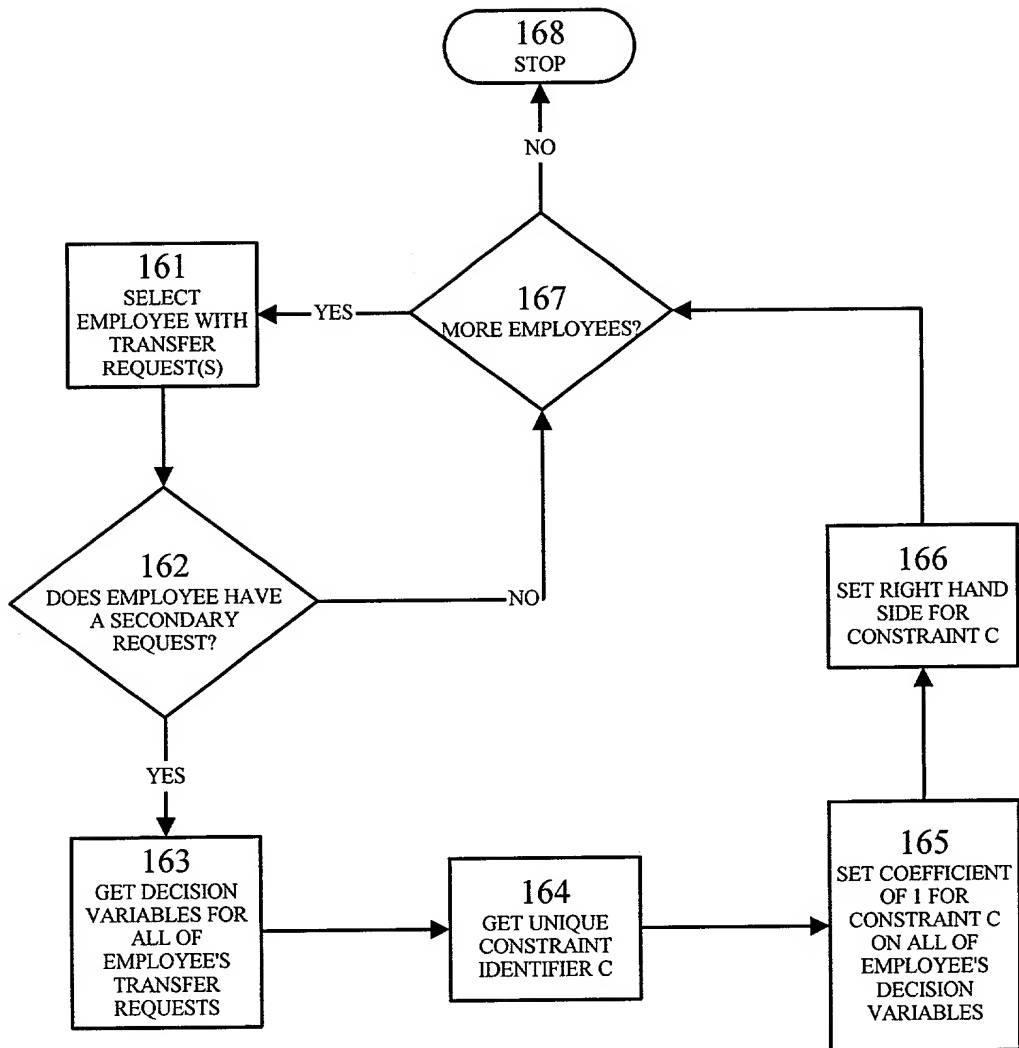 168
STOP
NO
161
SELECT
EMPLOYEE WITH
TRANSFER
REQUEST(S)
YES
167
MORE EMPLOYEES?
162
DOES EMPLOYEE HAVE
A SECONDARY
REQUEST?
NO
166
SET RIGHT HAND
SIDE FOR
CONSTRAINT C
YES
163
GET DECISION
VARIABLES FOR
ALL OF
EMPLOYEE'S
TRANSFER
REQUESTS
164
GET UNIQUE
CONSTRAINT
IDENTIFIER C
165
SET COEFFICIENT
OF 1 FOR
CONSTRAINT C
ON ALL OF
EMPLOYEE'S
DECISION
VARIABLES